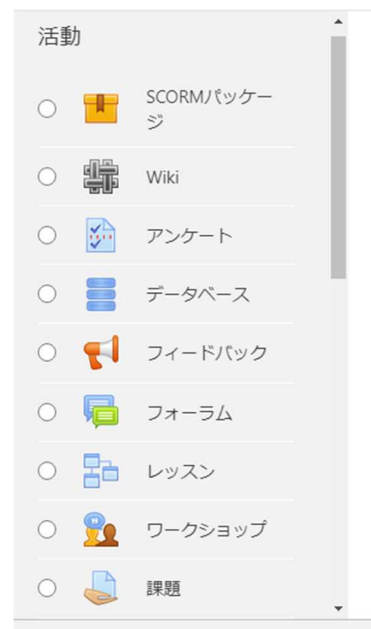 活動
SCORMパッケー
ジ
Wiki
アンケート
データベース
フィードバック
フォーラム
レッスン
ワークショップ
課題